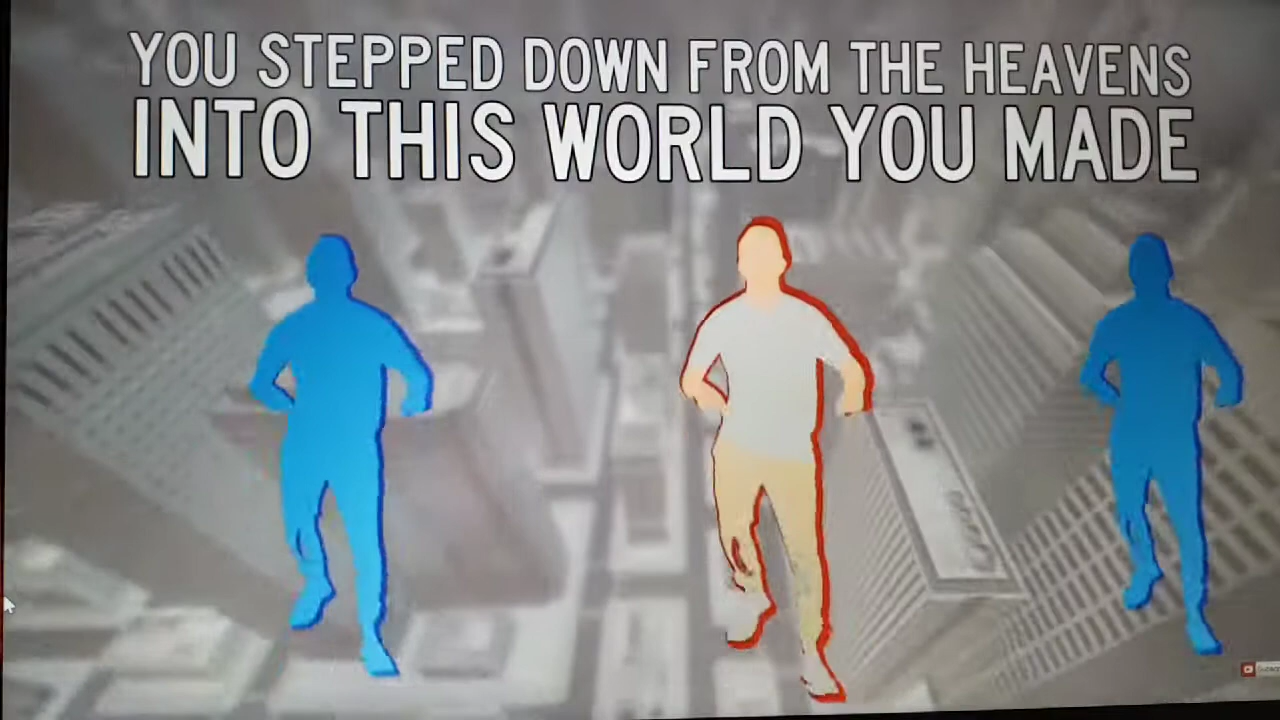 YOU STEPPED DOWN FROM THE HEAVENS
INTO THIS WORLD YOU MADE